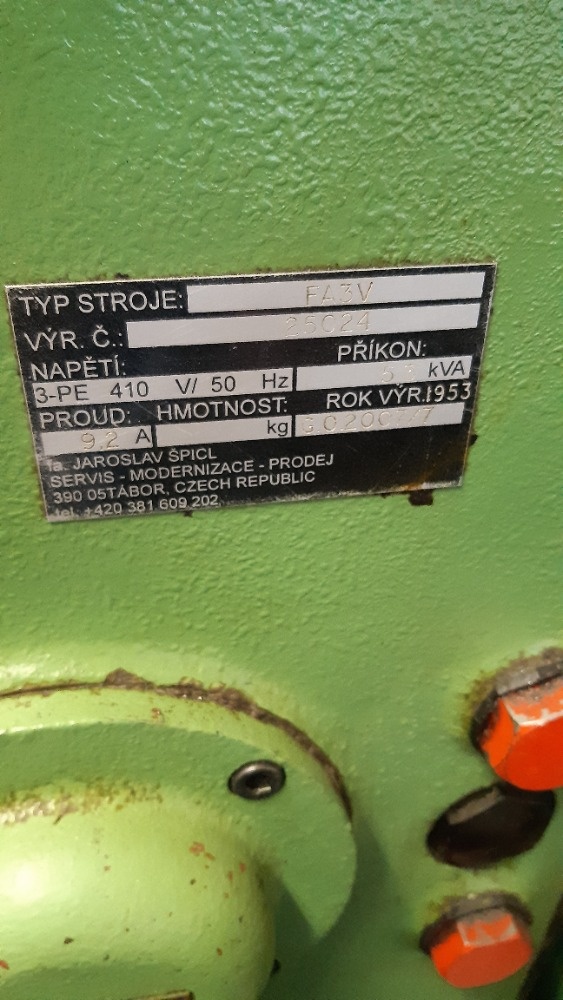 TYP STROJE: FA3V
VÝR. Č.: 25C24
NAPĚTÍ: PŘÍKON:
3-PE 410 V/ 50 Hz kVA
PROUD: HMOTNOST: ROK VÝR. 1953
9,2 A kg
fa. JAROSLAV ŠPICL
SERVIS - MODERNIZACE - PRODEJ
390 05TÁBOR, CZECH REPUBLIC
tel. +420 381 609 202